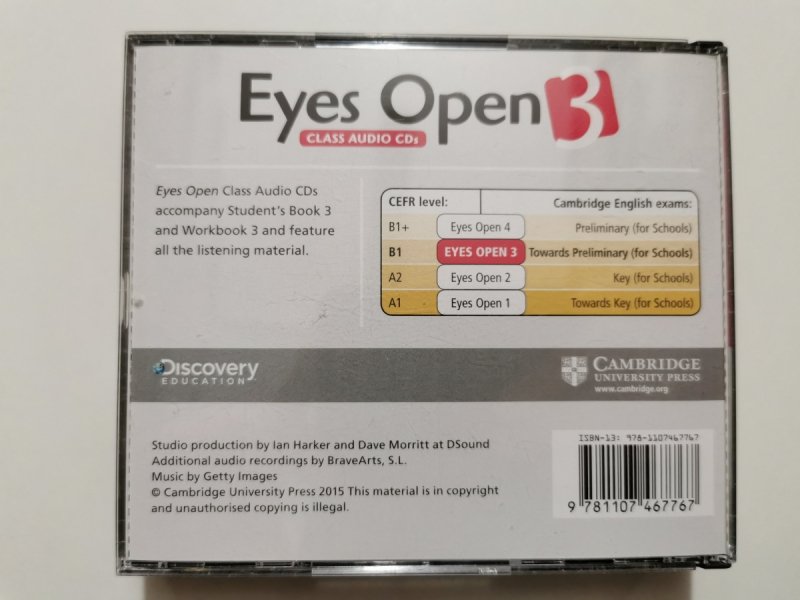 Eyes Open 3
CLASS AUDIO CDs
Eyes Open Class Audio CDs
accompany Student's Book 3
and Workbook 3 and feature
all the listening material.
CEFR level: Cambridge English exams:
B1+ Eyes Open 4 Preliminary (for Schools)
B1 EYES OPEN 3 Towards Preliminary (for Schools)
A2 Eyes Open 2 Key (for Schools)
A1 Eyes Open 1 Towards Key (for Schools)
Discovery
EDUCATION™
CAMBRIDGE
UNIVERSITY PRESS
www.cambridge.org
Studio production by Ian Harker and Dave Morritt at DSound
Additional audio recordings by BraveArts, S.L.
Music by Getty Images
© Cambridge University Press 2015 This material is in copyright
and unauthorised copying is illegal.
ISBN-13: 978-1107467767
9 781107 467767